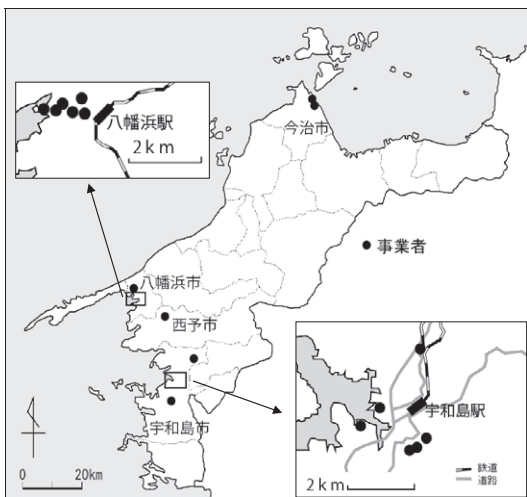 八幡浜駅
2km
今治市
事業者
八幡浜市
西予市
宇和島市
宇和島駅
鉄道
道路
2km
0 20km